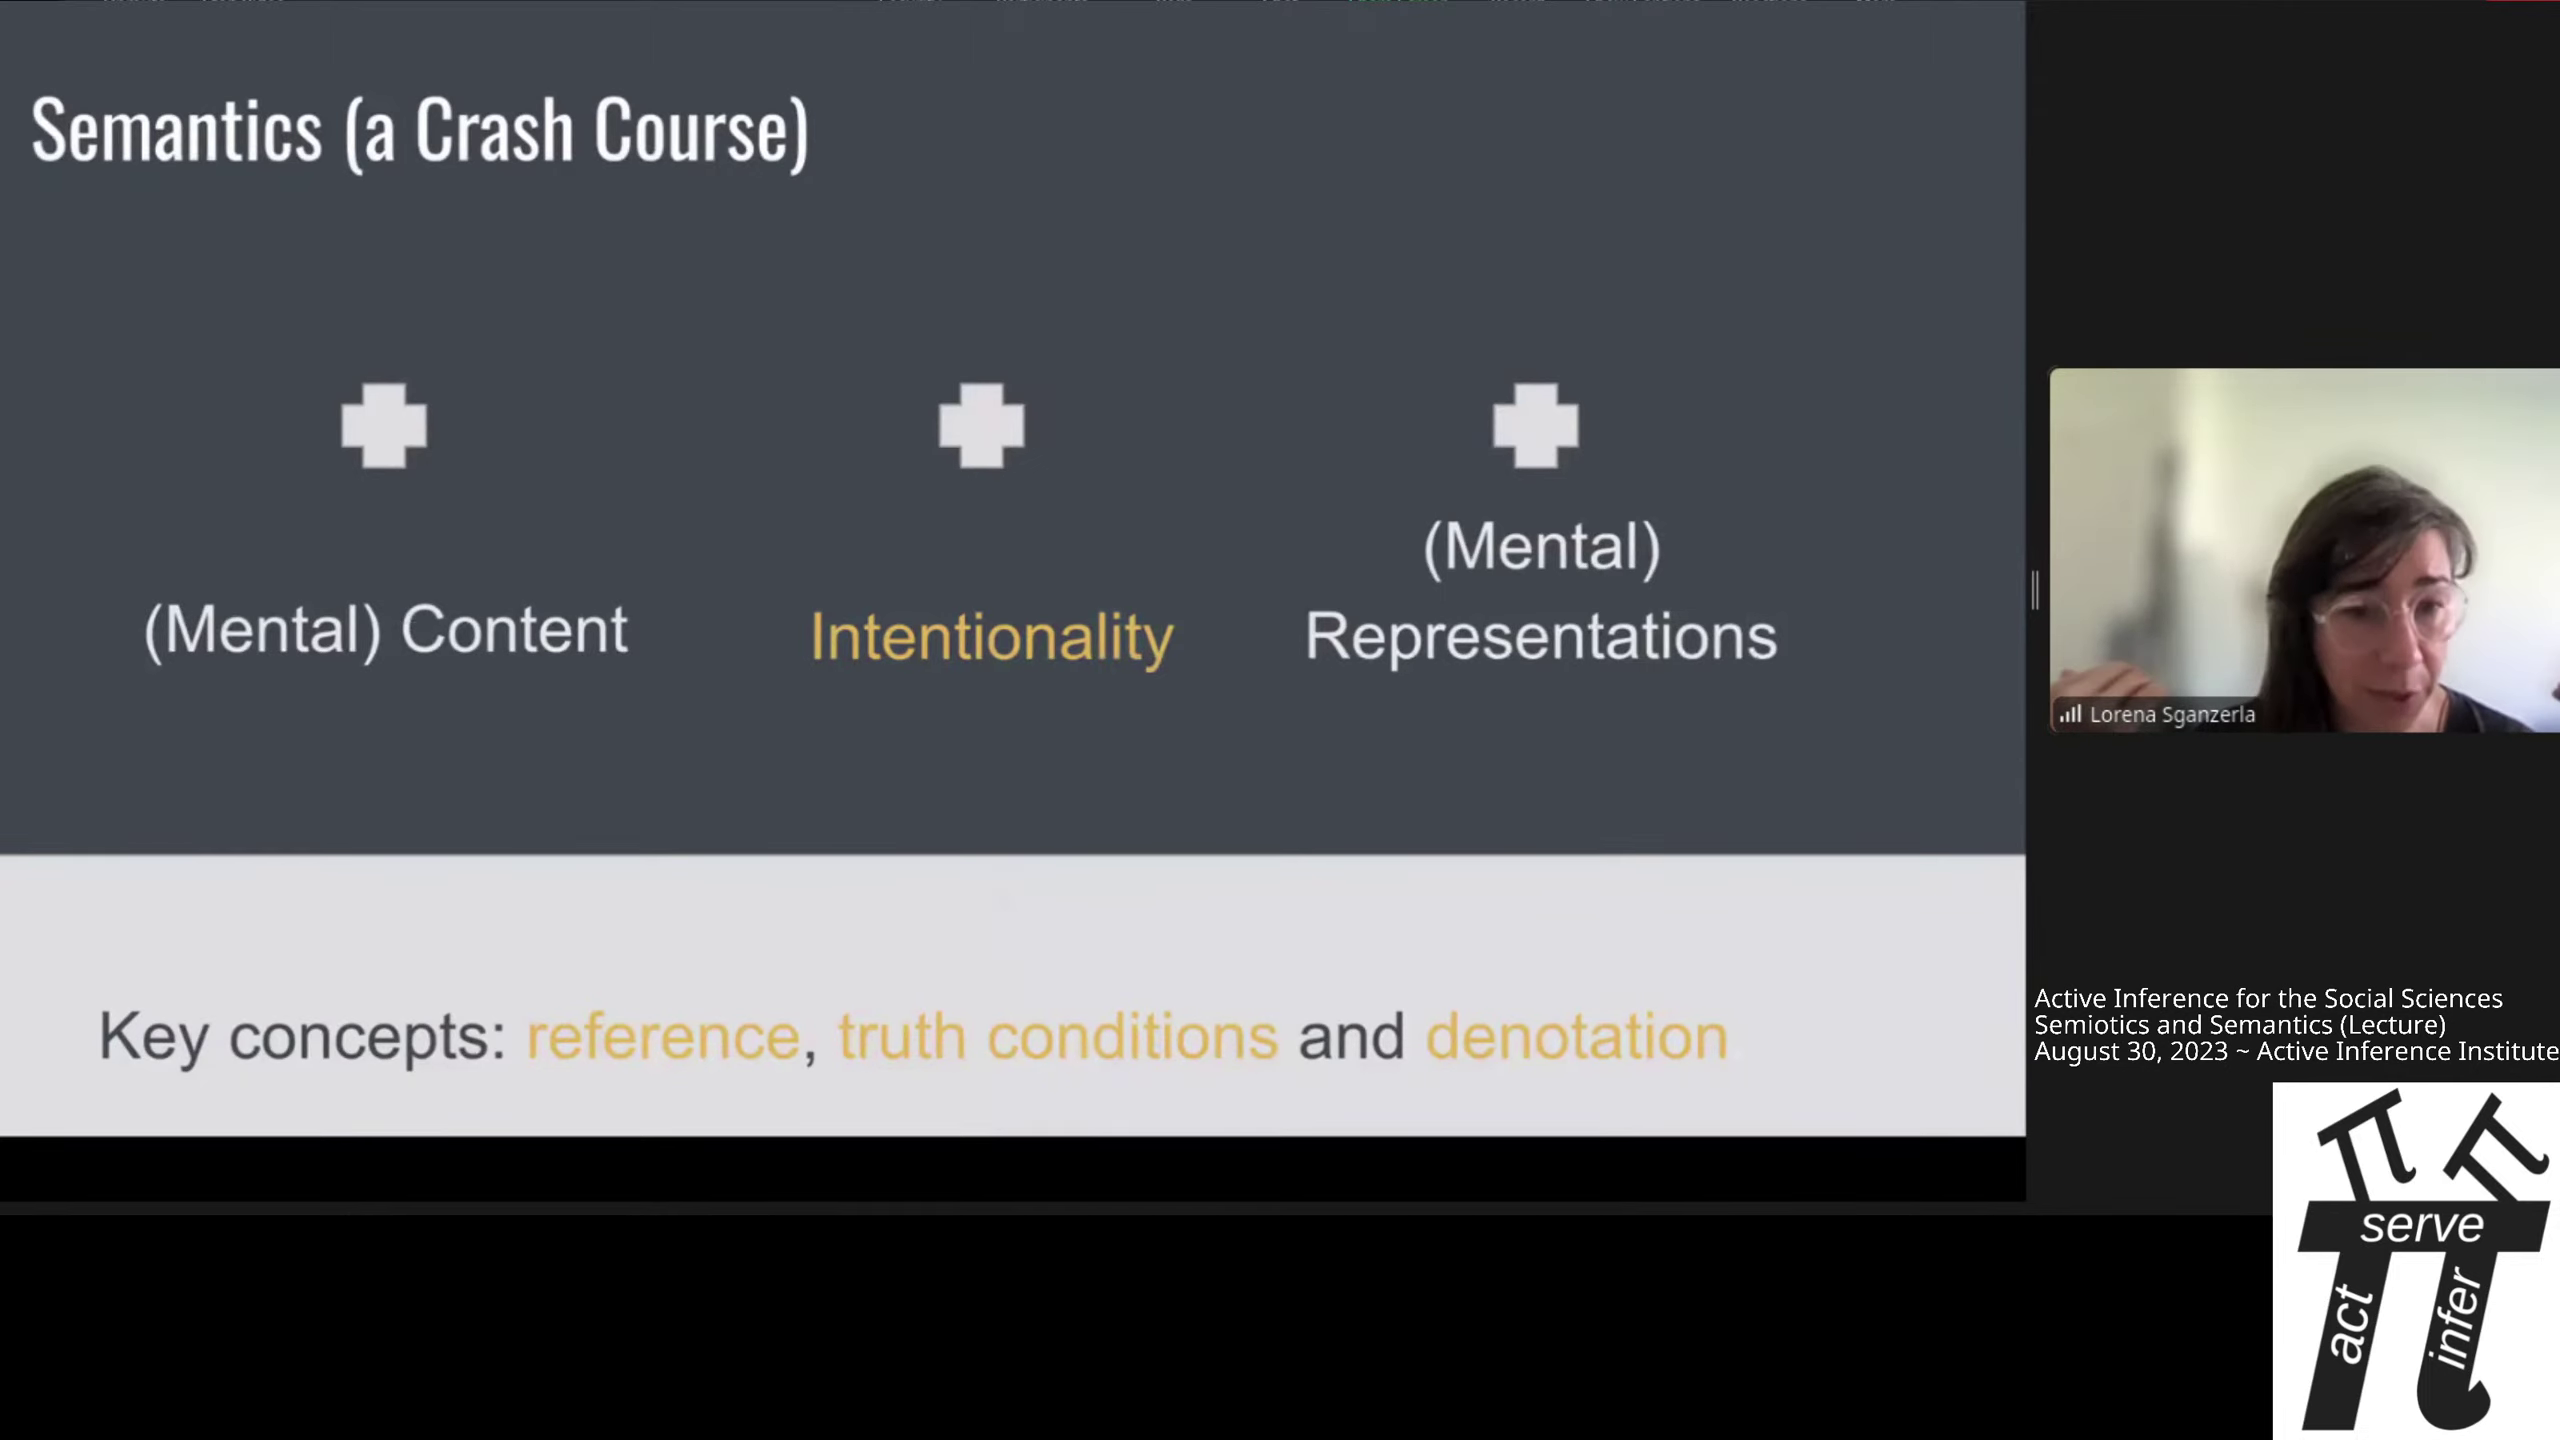 Semantics (a Crash Course)
(Mental) Content
Intentionality
(Mental)
Representations
Key concepts: reference, truth conditions and denotation
Lorena Sganzerla
Active Inference for the Social Sciences
Semiotics and Semantics (Lecture)
August 30, 2023 ~ Active Inference Institute
serve
act
infer